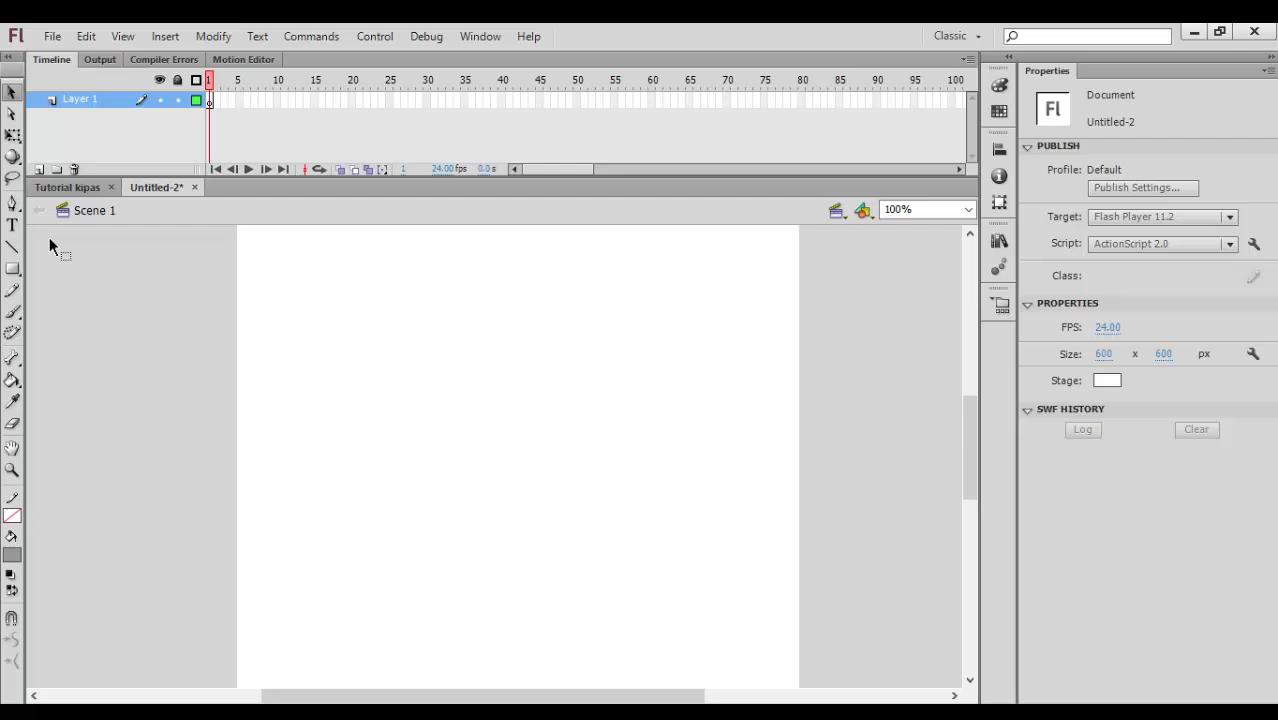 Fl File Edit View Insert Modify Text Commands Control Debug Window Help Classic
Timeline Output Compiler Errors Motion Editor
1 5 10 15 20 25 30 35 40 45 50 55 60 65 70 75 80 85 90 95 100
Layer 1
1 24.00 fps 0.0 s
Tutorial kipas × Untitled-2* ×
Scene 1 100%
Properties
Fl
Document
Untitled-2
PUBLISH
Profile: Default
Publish Settings...
Target: Flash Player 11.2
Script: ActionScript 2.0
Class:
PROPERTIES
FPS: 24.00
Size: 600 x 600 px
Stage:
SWF HISTORY
Log Clear